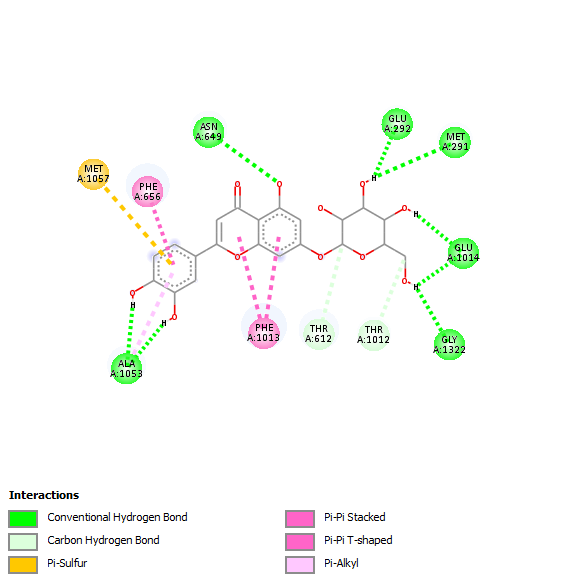 GLU
A:292
ASN
A:649
MET
A:291
MET
A:1057
PHE
A:656
O
O
O
H
O
O
H
GLU
A:1014
O
O
O
O
H
O
H
O
H
PHE
A:1013
THR
A:612
THR
A:1012
GLY
A:1322
ALA
A:1053
Interactions
Conventional Hydrogen Bond
Carbon Hydrogen Bond
Pi-Sulfur
Pi-Pi Stacked
Pi-Pi T-shaped
Pi-Alkyl